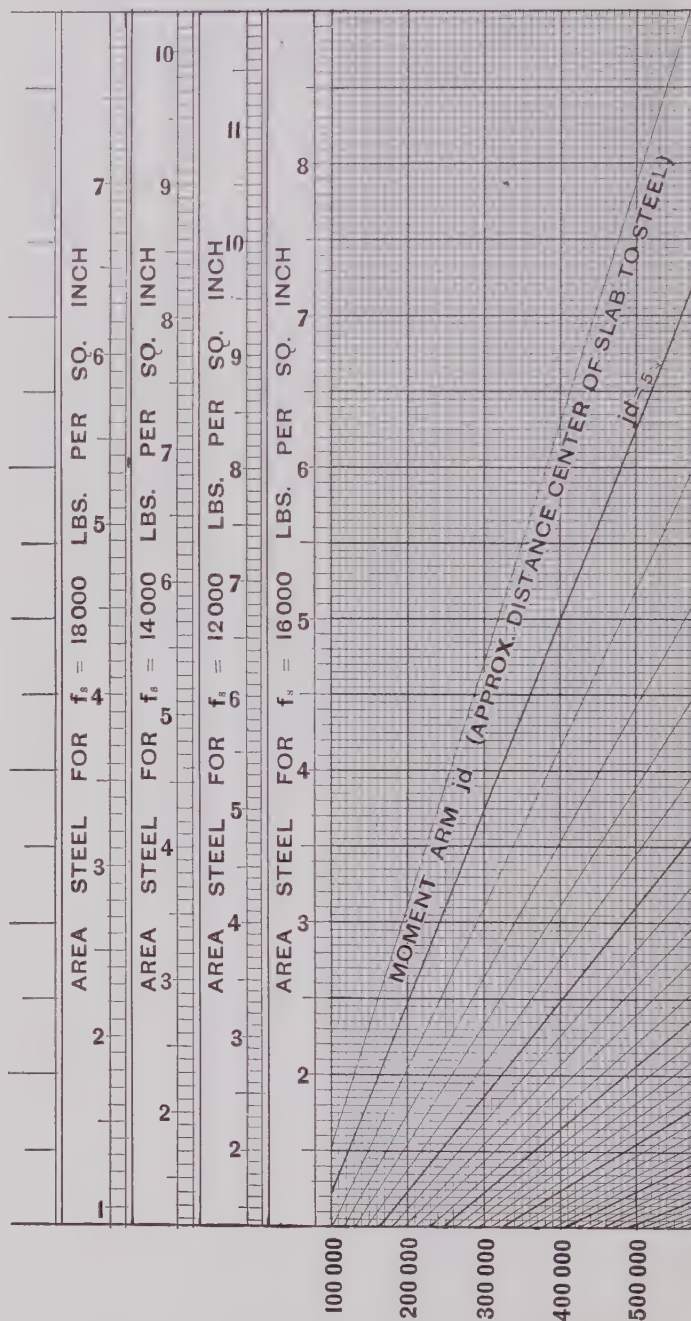 AREA STEEL FOR fs = 18000 LBS. PER SQ. INCH
1 2 3 4 5 6 7
AREA STEEL FOR fs = 14000 LBS. PER SQ. INCH
2 3 4 5 6 7 8 9 10
AREA STEEL FOR fs = 12000 LBS. PER SQ. INCH
2 3 4 5 6 7 8 9 10 11
AREA STEEL FOR fs = 16000 LBS. PER SQ. INCH
2 3 4 5 6 7 8
MOMENT ARM jd (APPROX. DISTANCE CENTER OF SLAB TO STEEL)
jd = 5
100 000
200 000
300 000
400 000
500 000